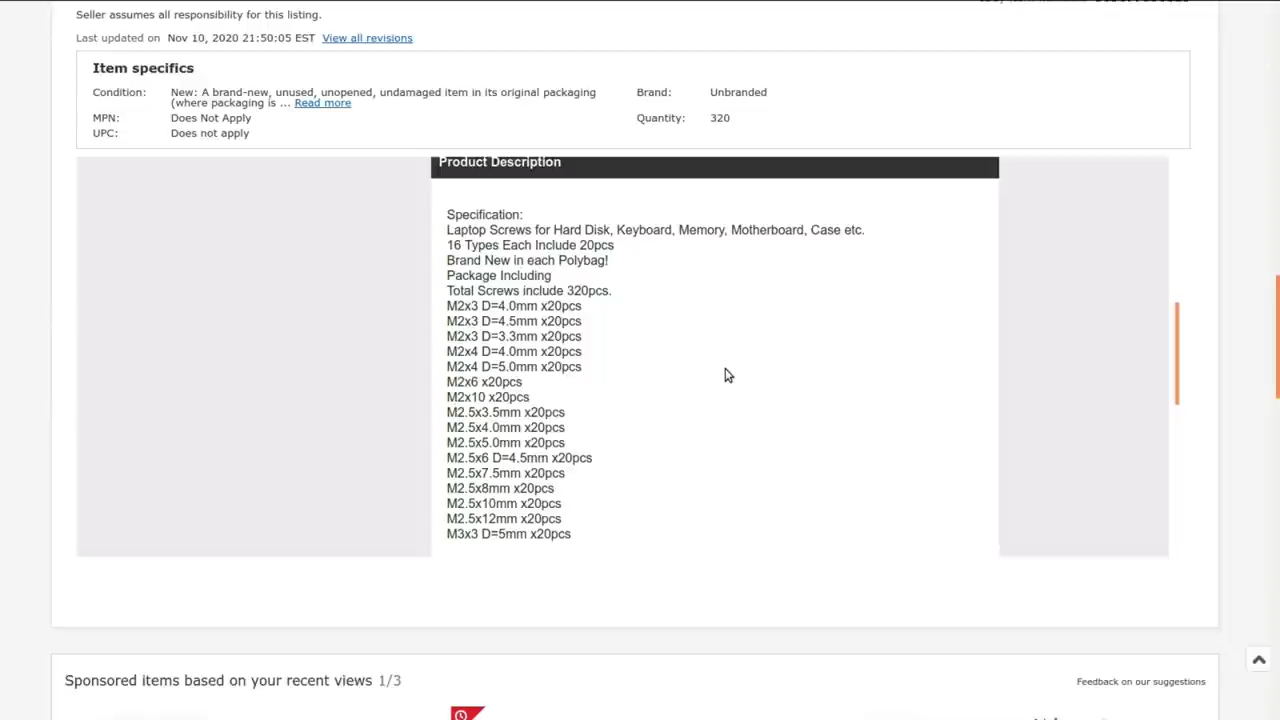 Seller assumes all responsibility for this listing.
Last updated on Nov 10, 2020 21:50:05 EST View all revisions
Item specifics
Condition: New: A brand-new, unused, unopened, undamaged item in its original packaging (where packaging is ... Read more
Brand: Unbranded
MPN: Does Not Apply
Quantity: 320
UPC: Does not apply
Product Description
Specification:
Laptop Screws for Hard Disk, Keyboard, Memory, Motherboard, Case etc.
16 Types Each Include 20pcs
Brand New in each Polybag!
Package Including
Total Screws include 320pcs.
M2x3 D=4.0mm x20pcs
M2x3 D=4.5mm x20pcs
M2x3 D=3.3mm x20pcs
M2x4 D=4.0mm x20pcs
M2x4 D=5.0mm x20pcs
M2x6 x20pcs
M2x10 x20pcs
M2.5x3.5mm x20pcs
M2.5x4.0mm x20pcs
M2.5x5.0mm x20pcs
M2.5x6 D=4.5mm x20pcs
M2.5x7.5mm x20pcs
M2.5x8mm x20pcs
M2.5x10mm x20pcs
M2.5x12mm x20pcs
M3x3 D=5mm x20pcs
Sponsored items based on your recent views 1/3
Feedback on our suggestions